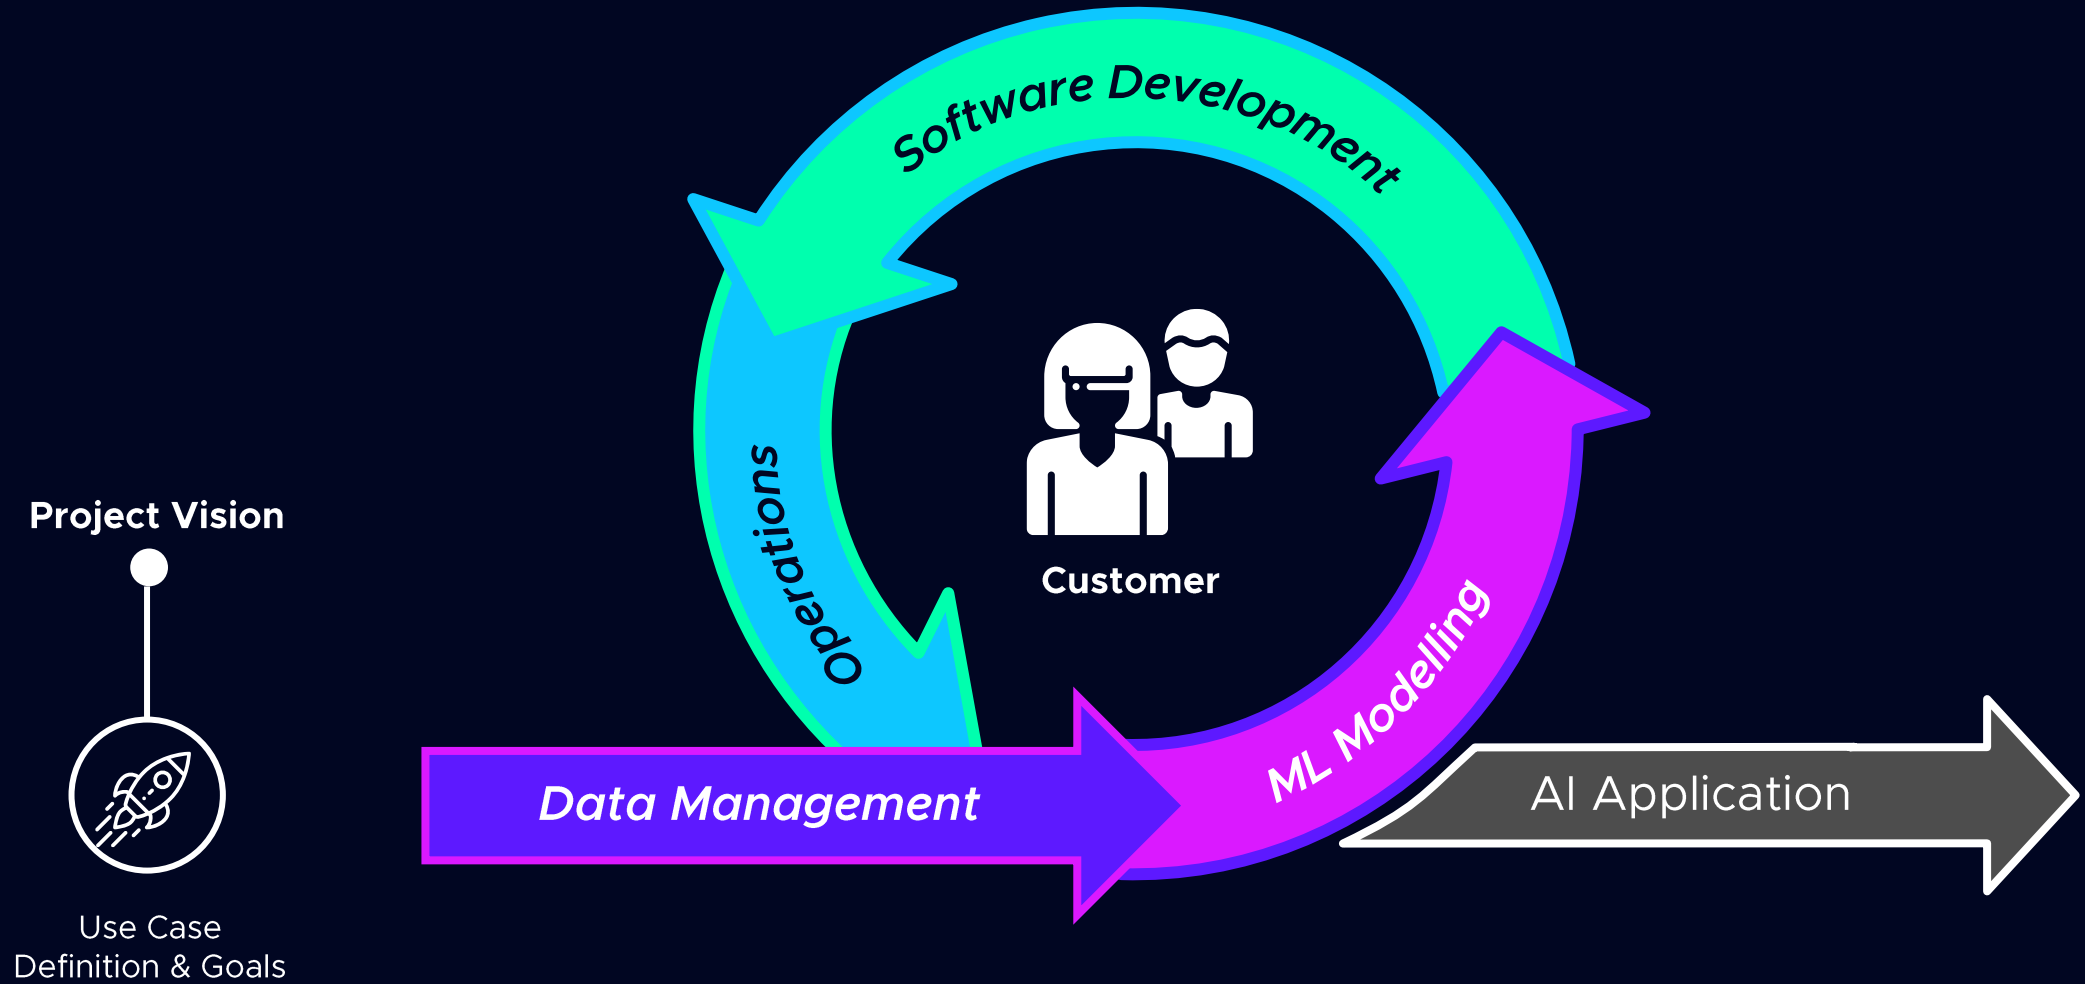 Software Development
Operations
Customer
Project Vision
ML Modelling
Data Management
AI Application
Use Case
Definition & Goals